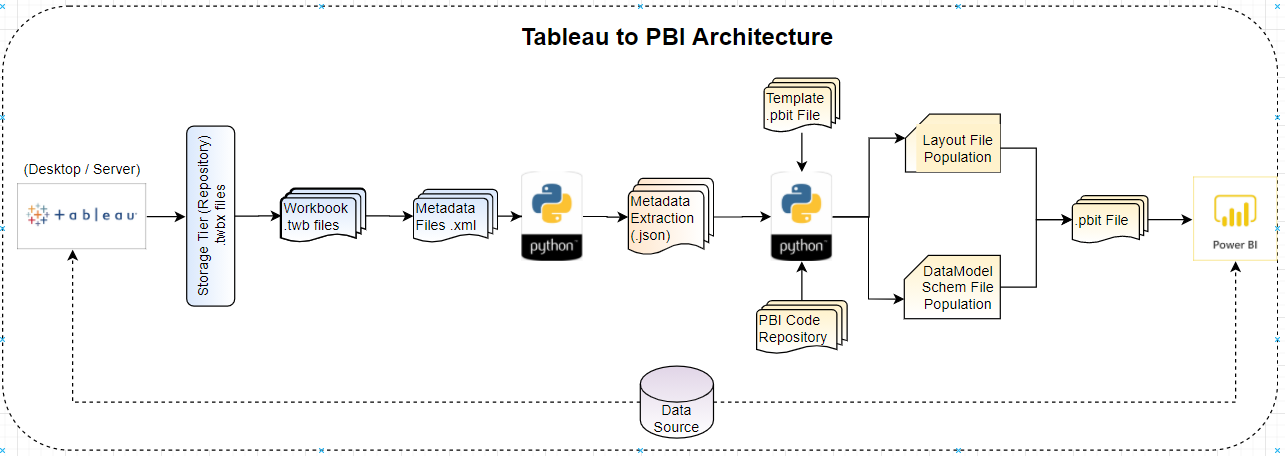 Tableau to PBI Architecture
(Desktop / Server)
+ a b l e a u
Storage Tier (Repository)
.twbx files
Workbook
.twb files
Metadata
Files .xml
python
Metadata
Extraction
(.json)
Template
.pbit File
python
PBI Code
Repository
Layout File
Population
DataModel
Schem File
Population
.pbit File
Power BI
Data
Source